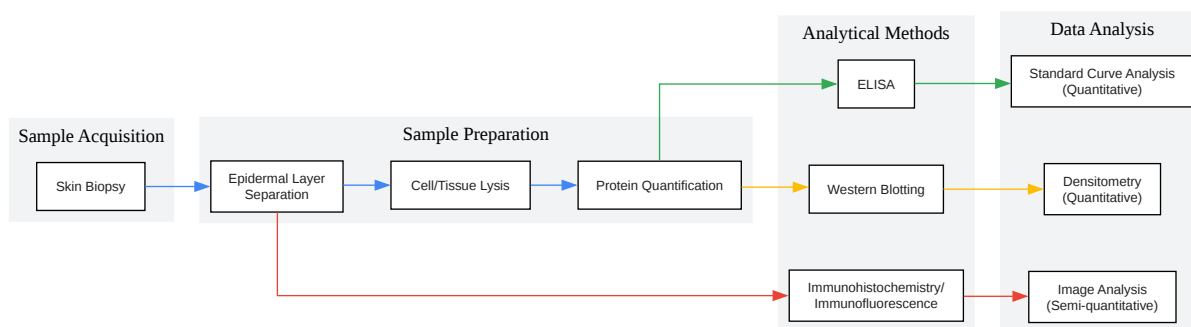 Sample Acquisition
Skin Biopsy
Sample Preparation
Epidermal Layer
Separation
Cell/Tissue Lysis
Protein Quantification
Analytical Methods
ELISA
Western Blotting
Immunohistochemistry/
Immunofluorescence
Data Analysis
Standard Curve Analysis
(Quantitative)
Densitometry
(Quantitative)
Image Analysis
(Semi-quantitative)